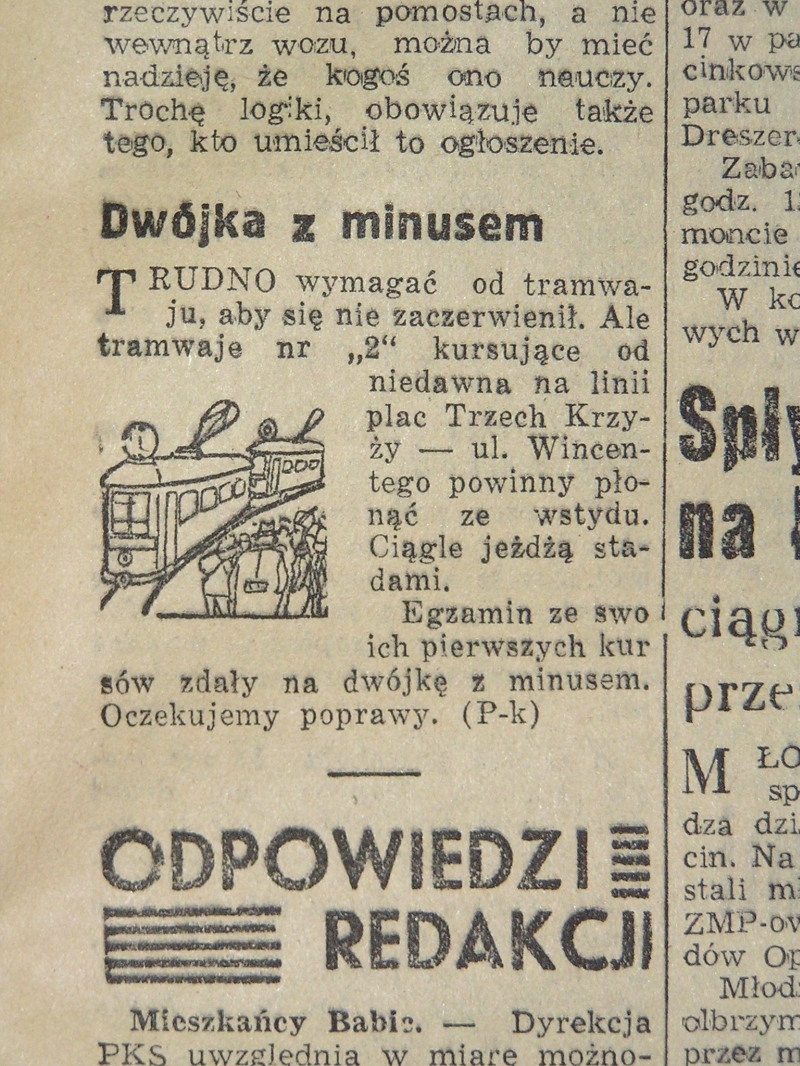 rzeczywiście na pomostach, a nie
wewnątrz wozu, można by mieć
nadzieję, że kogoś ono nauczy.
Trochę logiki, obowiązuje także
tego, kto umieścił to ogłoszenie.
Dwójka z minusem
TRUDNO wymagać od tramwa-
ju, aby się nie zaczerwienił. Ale
tramwaje nr „2“ kursujące od
niedawna na linii
plac Trzech Krzy-
ży — ul. Wincen-
tego powinny pło-
nąć ze wstydu.
Ciągle jeżdżą sta-
dami.
Egzamin ze swo
ich pierwszych kur
sów zdały na dwójkę z minusem.
Oczekujemy poprawy. (P-k)
ODPOWIEDZI
REDAKCJI
Mieszkańcy Babic. — Dyrekcja
PKS uwzględnia w miarę możno-
oraz w
17 w pa
cinkows
parku
Dreszer
Zaba
godz. 1
moncie
godzinie
W ko
wych w
Spły
na
ciąg
prze
MŁO
sp
dza dzi
cin. Na
stali m
ZMP-ow
dów Op
Młod
olbrzym
przez m